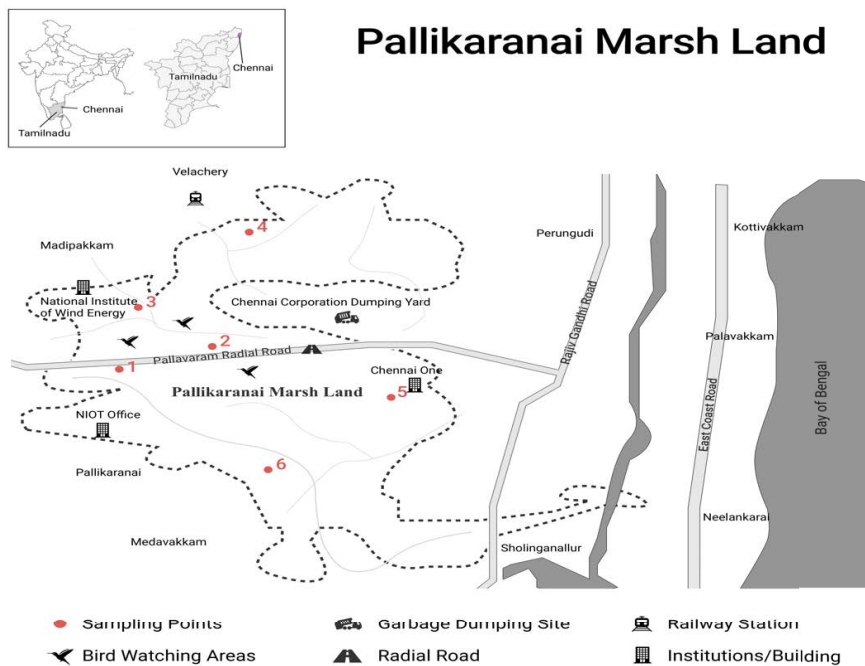 Pallikaranai Marsh Land
Tamilnadu
Chennai
Chennai
Tamilnadu
Velachery
4
Perungudi
Kottivakkam
Madipakkam
National Institute
of Wind Energy
3
Chennai Corporation Dumping Yard
Rajiv Gandhi Road
2
Pallavaram Radial Road
Palavakkam
1
Chennai One
Pallikaranai Marsh Land
5
East Coast Road
Bay of Bengal
NIOT Office
6
Pallikaranai
Neelankarai
Medavakkam
Sholinganallur
Sampling Points
Garbage Dumping Site
Railway Station
Bird Watching Areas
Radial Road
Institutions/Building